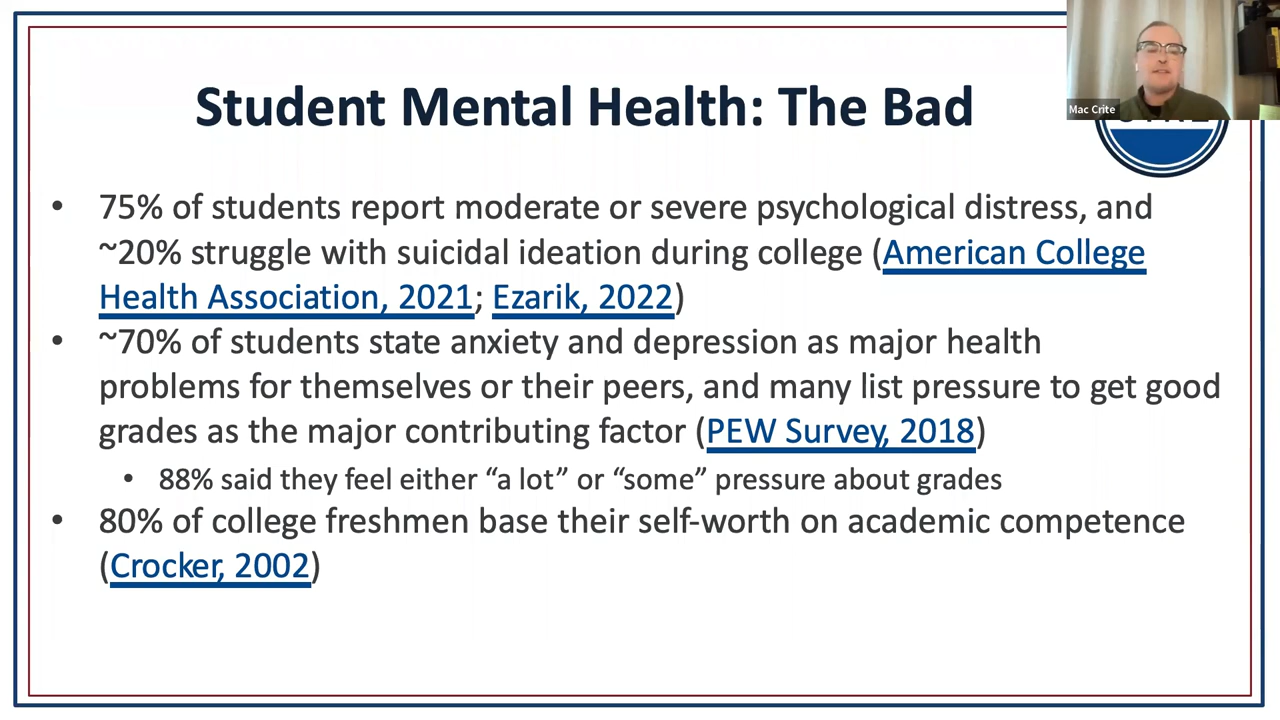 Student Mental Health: The Bad
Mac Crite
• 75% of students report moderate or severe psychological distress, and
~20% struggle with suicidal ideation during college (American College
Health Association, 2021; Ezarik, 2022)
• ~70% of students state anxiety and depression as major health
problems for themselves or their peers, and many list pressure to get good
grades as the major contributing factor (PEW Survey, 2018)
• 88% said they feel either “a lot” or “some” pressure about grades
• 80% of college freshmen base their self-worth on academic competence
(Crocker, 2002)